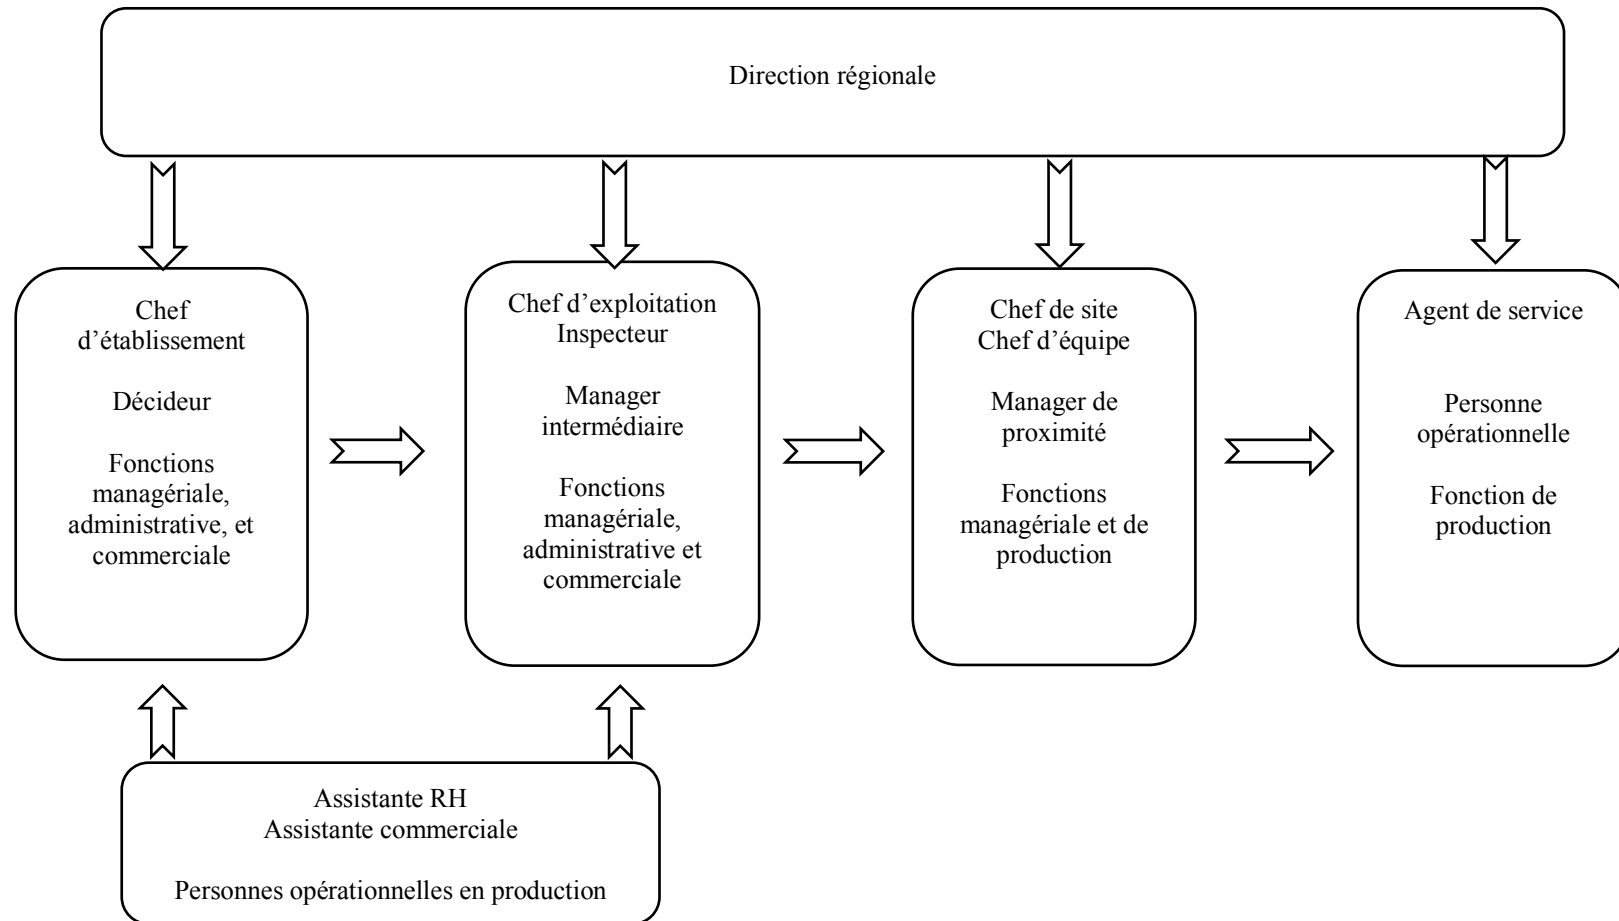 Direction régionale
Chef
d’établissement
Décideur
Fonctions
managériale,
administrative, et
commerciale
Chef d’exploitation
Inspecteur
Manager
intermédiaire
Fonctions
managériale,
administrative et
commerciale
Chef de site
Chef d’équipe
Manager de
proximité
Fonctions
managériale et de
production
Agent de service
Personne
opérationnelle
Fonction de
production
Assistante RH
Assistante commerciale
Personnes opérationnelles en production